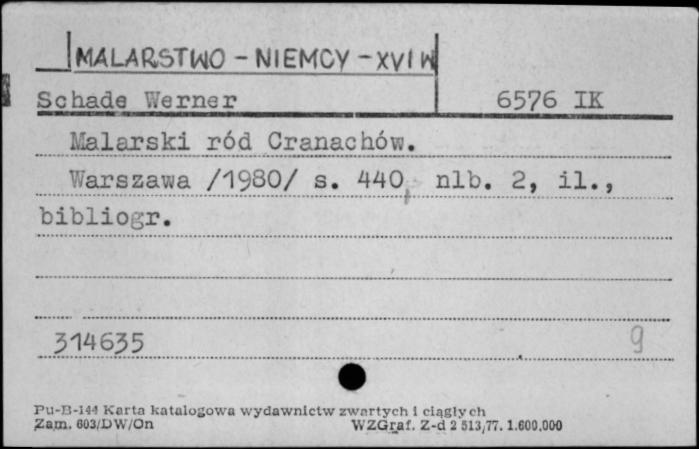 MALARSTWO - NIEMCY - XVI W
Schade Werner 6576 IK
Malarski ród Cranachów.
Warszawa /1980/ s. 440, nlb. 2, il.,
bibliogr.
314635 9
Pu-B-144 Karta katalogowa wydawnictw zwartych i ciągłych
Zam. 603/DW/On WZGraf. Z-d 2 513/77. 1.600.000